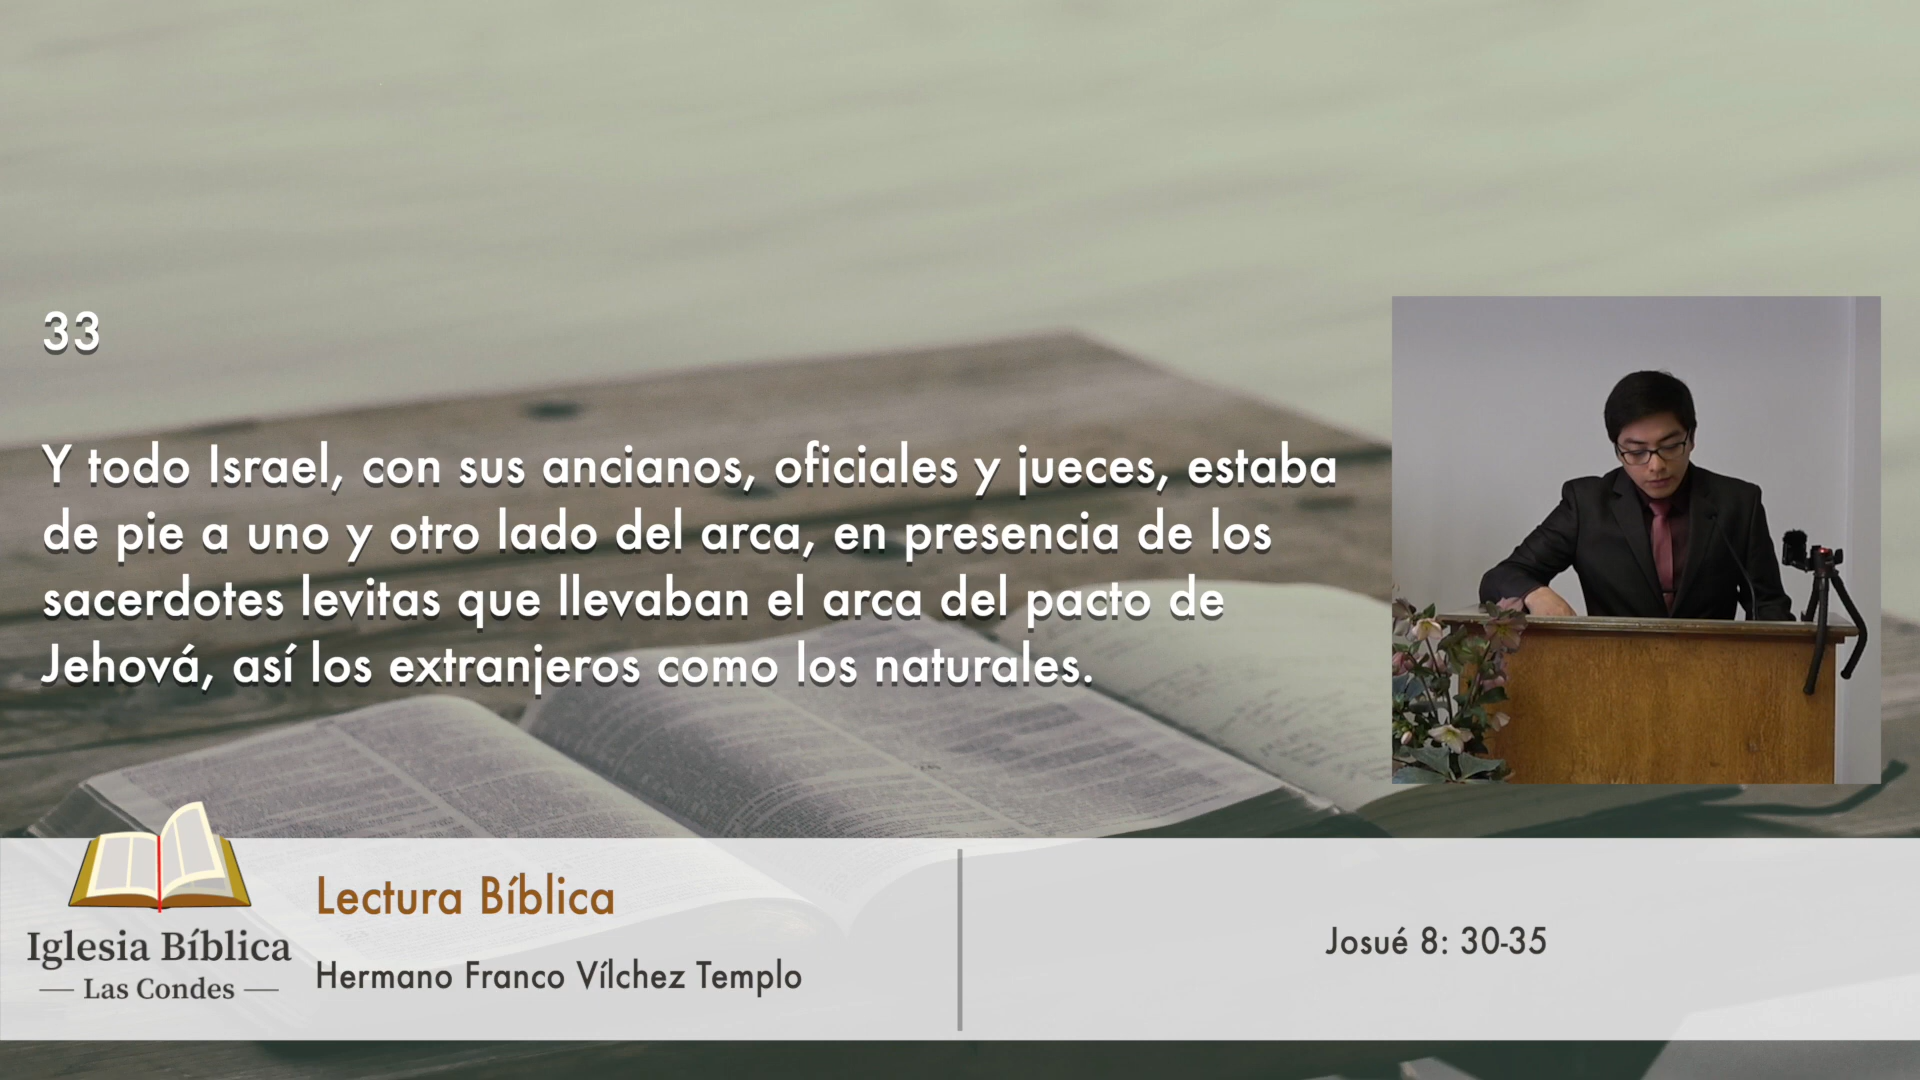 33
Y todo Israel, con sus ancianos, oficiales y jueces, estaba
de pie a uno y otro lado del arca, en presencia de los
sacerdotes levitas que llevaban el arca del pacto de
Jehová, así los extranjeros como los naturales.
Iglesia Bíblica
Las Condes
Lectura Bíblica
Hermano Franco Vílchez Templo
Josué 8: 30-35